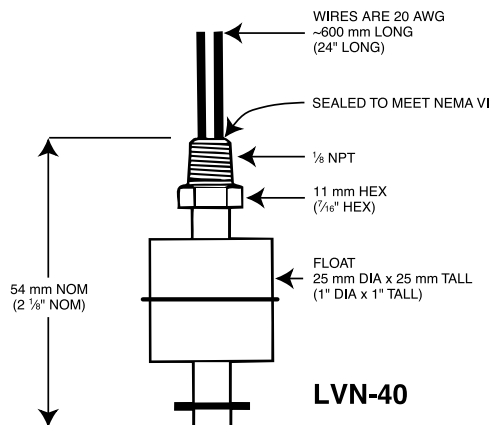 WIRES ARE 20 AWG
~600 mm LONG
(24" LONG)
SEALED TO MEET NEMA VI
⅛ NPT
11 mm HEX
(7/16" HEX)
FLOAT
25 mm DIA x 25 mm TALL
(1" DIA x 1" TALL)
54 mm NOM
(2 ⅛" NOM)
LVN-40